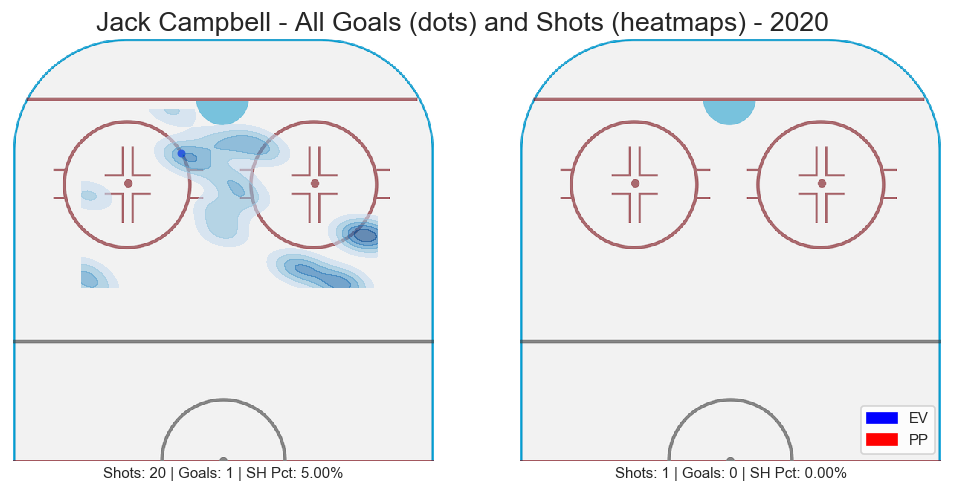 Jack Campbell - All Goals (dots) and Shots (heatmaps) - 2020
EV
PP
Shots: 20 | Goals: 1 | SH Pct: 5.00%
Shots: 1 | Goals: 0 | SH Pct: 0.00%